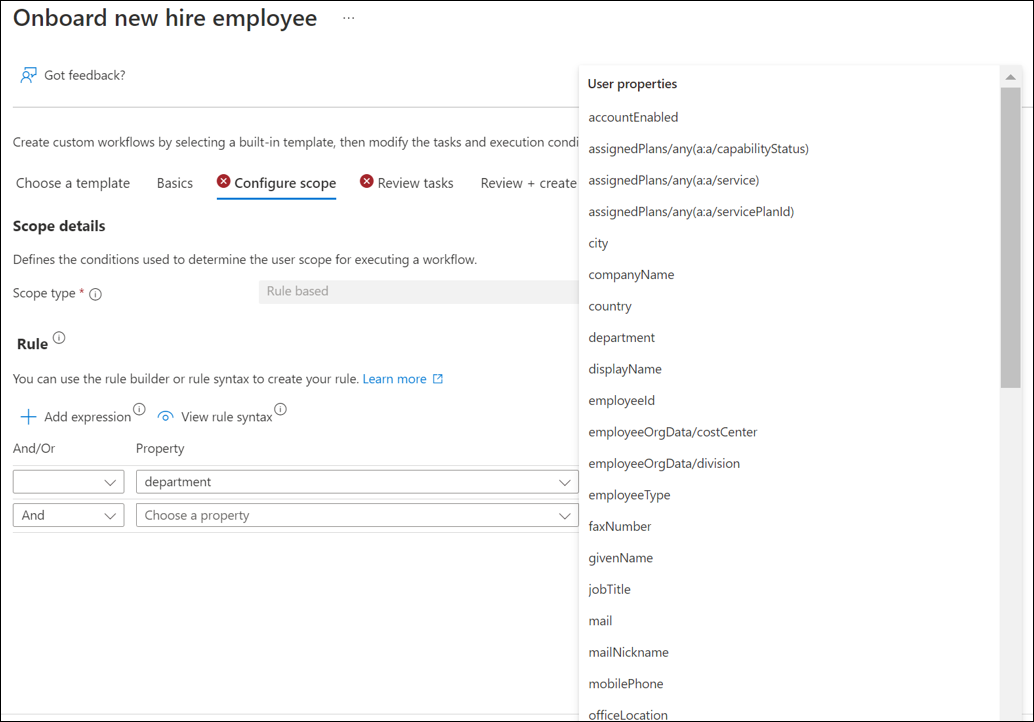 Onboard new hire employee ...
Got feedback?
Create custom workflows by selecting a built-in template, then modify the tasks and execution condi
Choose a template Basics Configure scope Review tasks Review + create
Scope details
Defines the conditions used to determine the user scope for executing a workflow.
Scope type * Rule based
Rule
You can use the rule builder or rule syntax to create your rule. Learn more
Add expression View rule syntax
And/Or Property
department
And Choose a property
User properties
accountEnabled
assignedPlans/any(a:a/capabilityStatus)
assignedPlans/any(a:a/service)
assignedPlans/any(a:a/servicePlanId)
city
companyName
country
department
displayName
employeeId
employeeOrgData/costCenter
employeeOrgData/division
employeeType
faxNumber
givenName
jobTitle
mail
mailNickname
mobilePhone
officeLocation